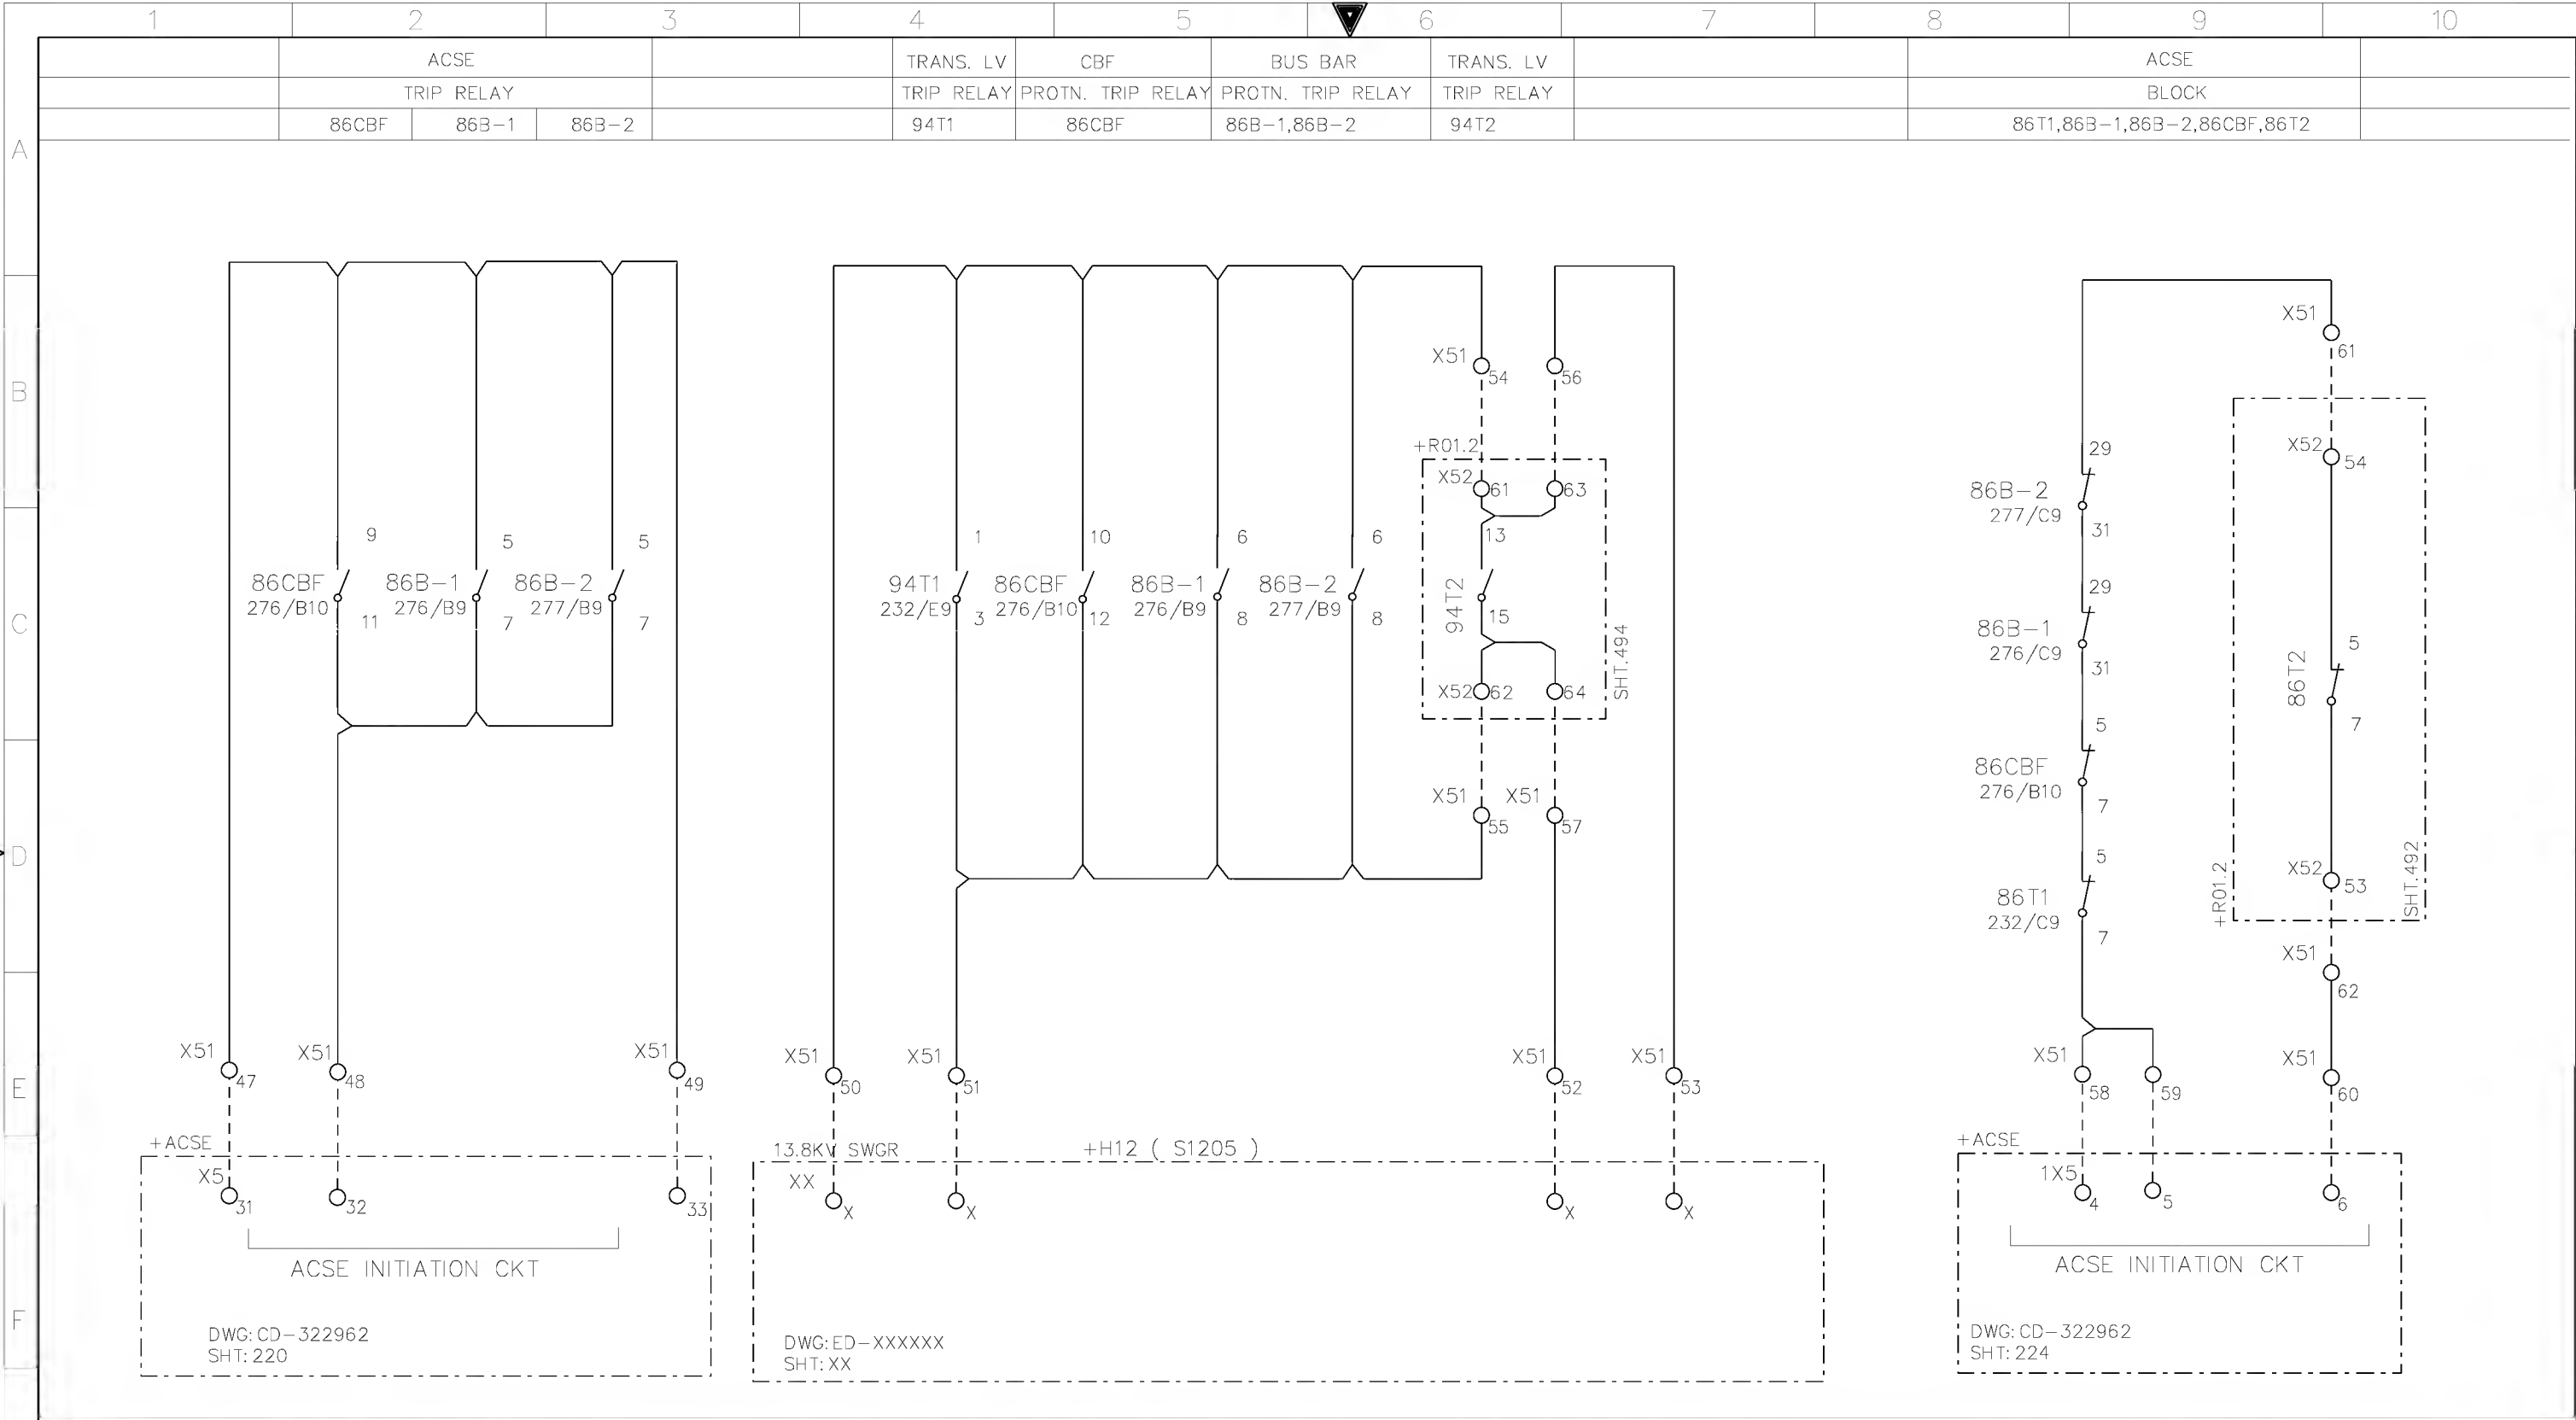 1 2 3 4 5 6 7 8 9 10
ACSE TRANS. LV CBF BUS BAR TRANS. LV ACSE
TRIP RELAY TRIP RELAY PROTN. TRIP RELAY PROTN. TRIP RELAY TRIP RELAY BLOCK
86CBF 86B-1 86B-2 94T1 86CBF 86B-1,86B-2 94T2 86T1,86B-1,86B-2,86CBF,86T2
A
B
C
D
E
F
9 5 5
86CBF 86B-1 86B-2
276/B10 276/B9 277/B9
11 7 7
X51 47 X51 48 X51 49
+ACSE
X5 31 32 33
ACSE INITIATION CKT
DWG:CD-322962
SHT:220
X51 54 56
+R01.2
X52 61 63
1 10 6 6 13
94T1 86CBF 86B-1 86B-2 94T2
232/E9 276/B10 276/B9 277/B9
3 12 8 8 15
SHT.494
X52 62 64
X51 55 X51 57
X51 50 X51 51 X51 52 X51 53
13.8KV SWGR +H12 ( S1205 )
XX X X X X
DWG:ED-XXXXXX
SHT:XX
X51 61
X52 54
29
86B-2
277/C9
31
29
86B-1
276/C9
31
5
86CBF
276/B10
7
5
86T1
232/C9
7
5
86T2
7
X52 53
+R01.2
SHT.492
X51 62
X51 58 59 X51 60
+ACSE
1X5 4 5 6
ACSE INITIATION CKT
DWG:CD-322962
SHT:224